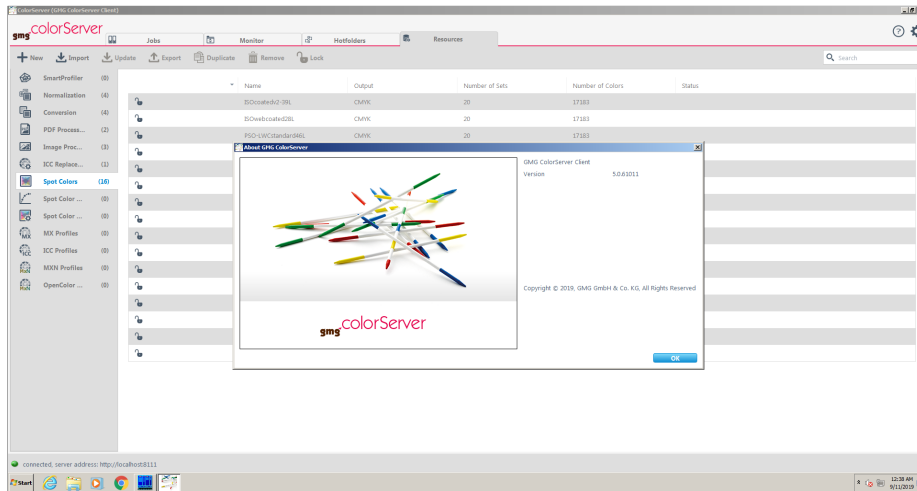 ColorServer (GMG ColorServer Client)
gmg colorServer
Jobs
Monitor
Hotfolders
Resources
New Import Update Export Duplicate Remove Lock
Search
SmartProfiler (0)
Normalization (4)
Conversion (4)
PDF Process... (2)
Image Proc... (3)
ICC Replace... (1)
Spot Colors (16)
Spot Color ... (0)
Spot Color ... (0)
MX Profiles (0)
ICC Profiles (0)
MXN Profiles (0)
OpenColor ... (0)
Name Output Number of Sets Number of Colors Status
ISOcoatedv2-39L CMYK 20 17183
ISOwebcoated28L CMYK 20 17183
PSO-LWCstandard46L CMYK 20 17183
About GMG ColorServer
GMG ColorServer Client
Version 5.0.61011
Copyright © 2019, GMG GmbH & Co. KG, All Rights Reserved
gmg colorServer
OK
connected, server address: http://localhost:8111
Start
12:38 AM
9/11/2019